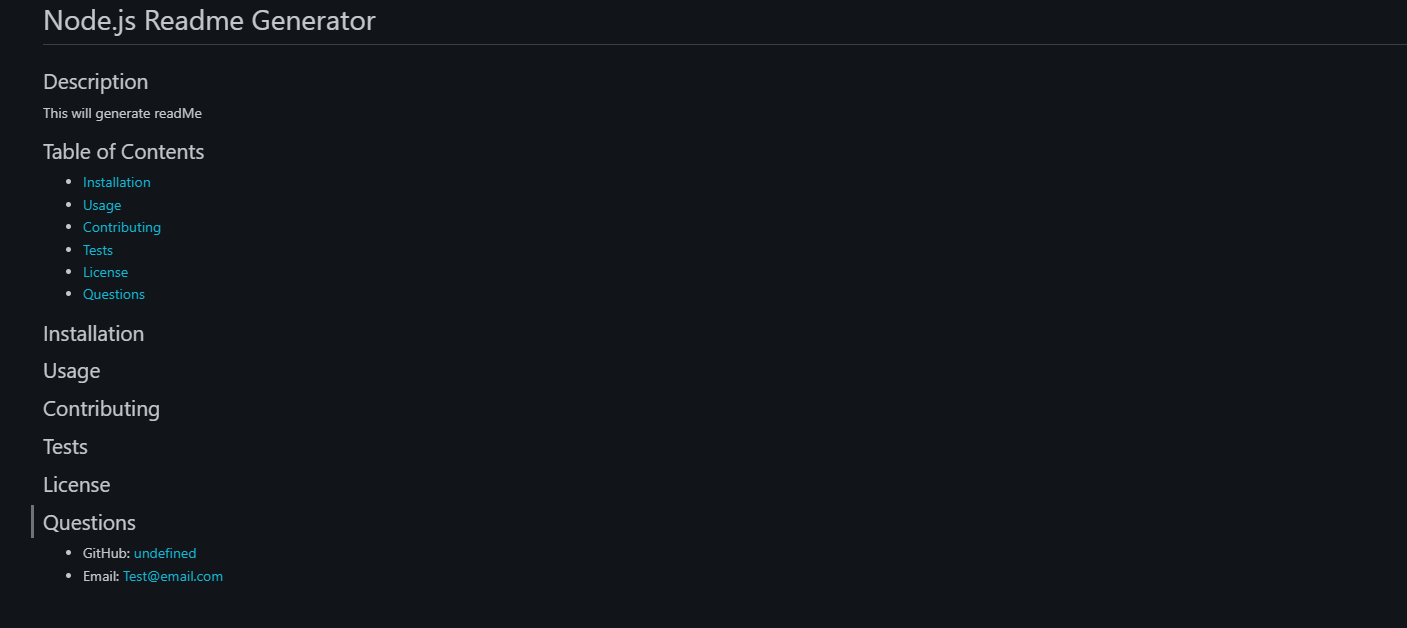 Node.js Readme Generator
Description
This will generate readMe
Table of Contents
Installation
Usage
Contributing
Tests
License
Questions
Installation
Usage
Contributing
Tests
License
Questions
GitHub: undefined
Email: Test@email.com